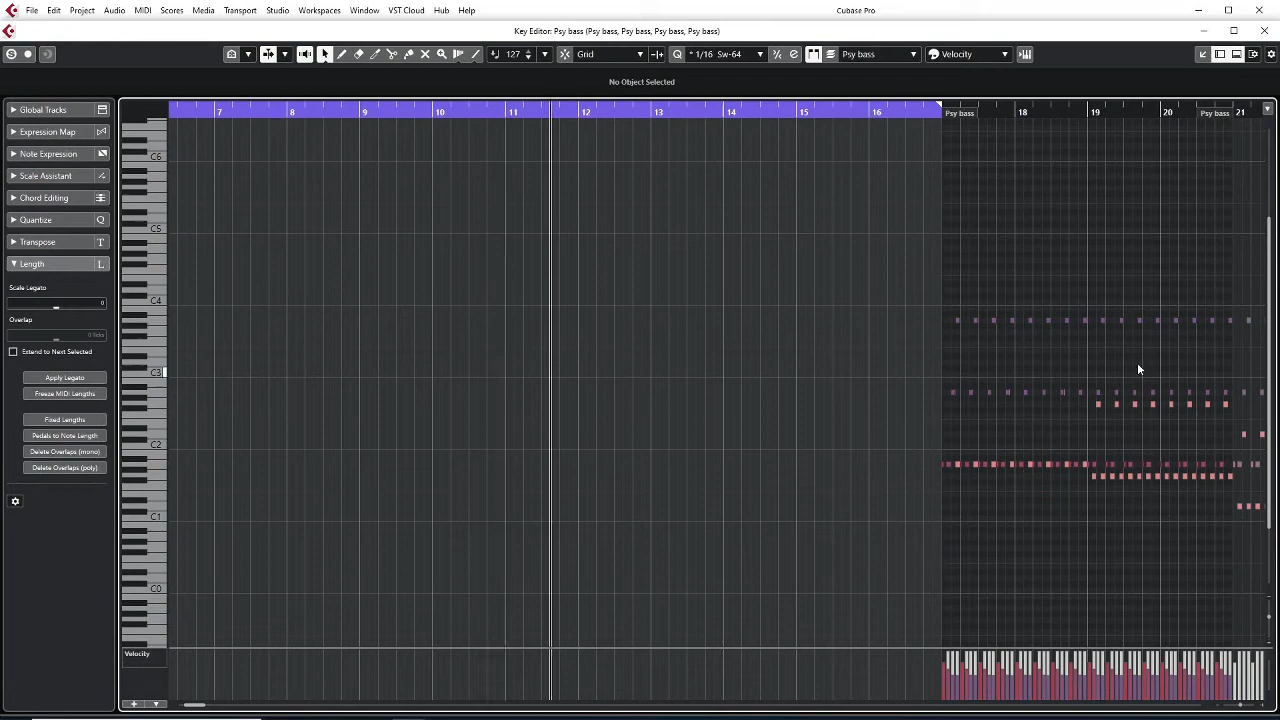 File Edit Project Audio MIDI Scores Media Transport Studio Workspaces Window VST Cloud Hub Help Cubase Pro
Key Editor: Psy bass (Psy bass, Psy bass, Psy bass, Psy bass)
127 Grid * 1/16 Sw-64 Psy bass Velocity
No Object Selected
Global Tracks
Expression Map
Note Expression
Scale Assistant
Chord Editing
Quantize Q
Transpose T
Length L
Scale Legato
0
Overlap
0 Ticks
Extend to Next Selected
Apply Legato
Freeze MIDI Lengths
Fixed Lengths
Pedals to Note Length
Delete Overlaps (mono)
Delete Overlaps (poly)
7 8 9 10 11 12 13 14 15 16 Psy bass 18 19 20 Psy bass 21
C6
C5
C4
C3
C2
C1
C0
Velocity